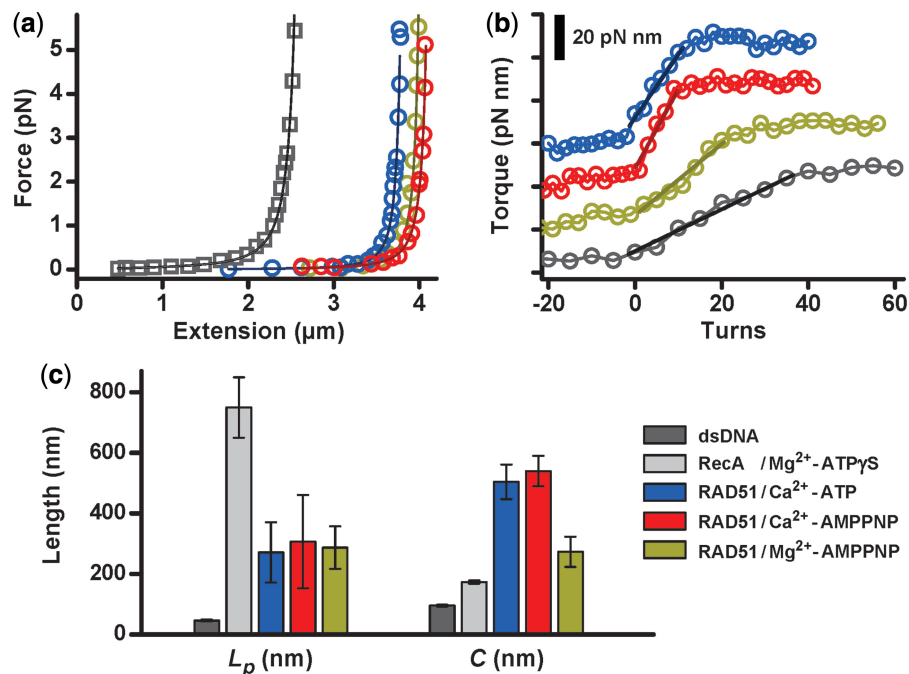 (a)
Force (pN)
5
4
3
2
1
0
0 1 2 3 4
Extension (μm)
(b)
20 pN nm
Torque (pN nm)
-20 0 20 40 60
Turns
(c)
Length (nm)
800
600
400
200
0
Lp (nm) C (nm)
dsDNA
RecA / Mg²⁺-ATPγS
RAD51/Ca²⁺-ATP
RAD51/Ca²⁺-AMPPNP
RAD51/Mg²⁺-AMPPNP